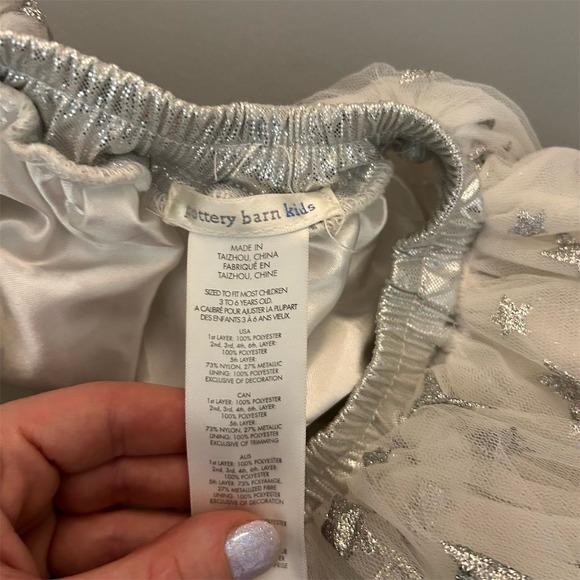 pottery barn kids
MADE IN
TAIZHOU, CHINA
FABRIQUÉ EN
TAIZHOU, CHINE
SIZED TO FIT MOST CHILDREN
3 TO 6 YEARS OLD.
A CALIBRÉ POUR AJUSTER LA PLUPART
DES ENFANTS 3 À 6 ANS VIEUX.
USA
1st LAYER: 100% POLYESTER
2nd, 3rd, 4th, 6th, LAYER:
100% POLYESTER
5th LAYER:
73% NYLON, 27% METALLIC
LINING: 100% POLYESTER
EXCLUSIVE OF DECORATION
CAN
1st LAYER: 100% POLYESTER
2nd, 3rd, 4th, 6th, LAYER:
100% POLYESTER
5th LAYER:
73% NYLON, 27% METALLIC
LINING: 100% POLYESTER
EXCLUSIVE OF TRIMMING
AUS
1st LAYER: 100% POLYESTER
2nd, 3rd, 4th, 6th, LAYER:
100% POLYESTER
5th LAYER: 73% POLYAMIDE,
27% METALLIZED FIBRE
LINING: 100% POLYESTER
EXCLUSIVE OF DECORATION